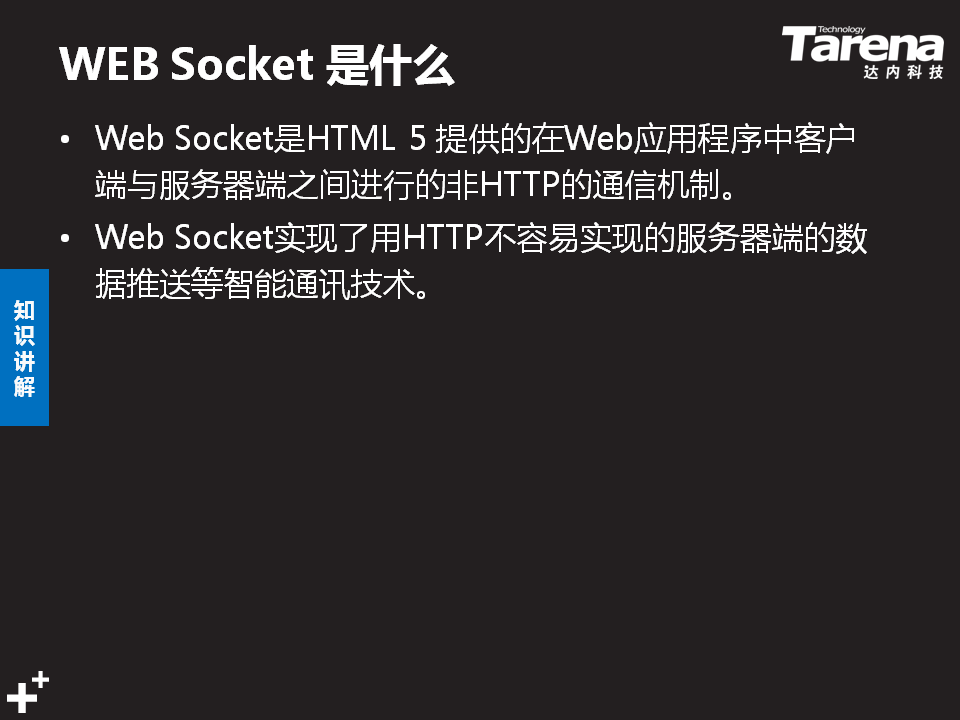 WEB Socket 是什么
Technology
Tarena
达内科技
• Web Socket是HTML 5 提供的在Web应用程序中客户
端与服务器端之间进行的非HTTP的通信机制。
• Web Socket实现了用HTTP不容易实现的服务器端的数
据推送等智能通讯技术。
知
识
讲
解